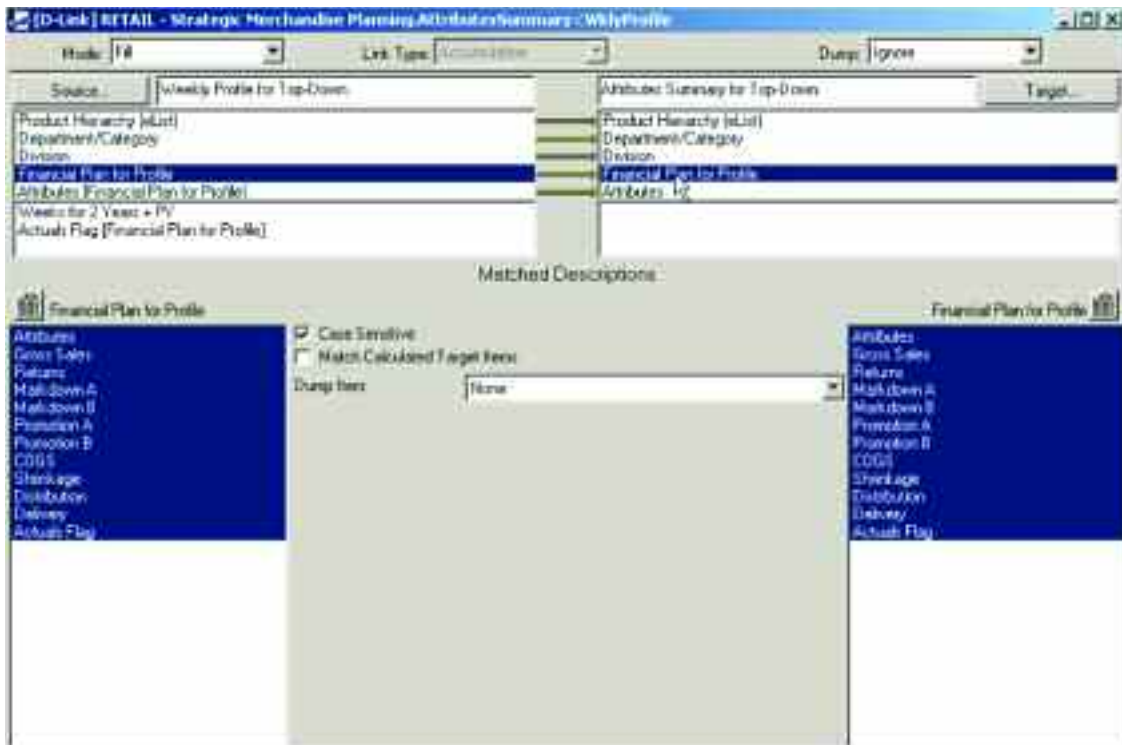 [D-Link] RETAIL - Strategic Merchandise Planning.AttributesSummary :WklyProfile
Mode: Fill Link Type: Accumulation Dump: Ignore
Source... Weekly Profile for Top-Down Attributes Summary for Top-Down Target...
Product Hierarchy (eList) Product Hierarchy (eList)
Department/Category Department/Category
Division Division
Financial Plan for Profile Financial Plan for Profile
Attributes [Financial Plan for Profile] Attributes
Weeks for 2 Years + PV
Actuals Flag [Financial Plan for Profile]
Matched Descriptions
Financial Plan for Profile Financial Plan for Profile
Attributes Case Sensitive Attributes
Gross Sales Match Calculated Target Items Gross Sales
Returns Dump Item None Returns
Markdown A Markdown A
Markdown B Markdown B
Promotion A Promotion A
Promotion B Promotion B
COGS COGS
Shrinkage Shrinkage
Distribution Distribution
Delivery Delivery
Actuals Flag Actuals Flag